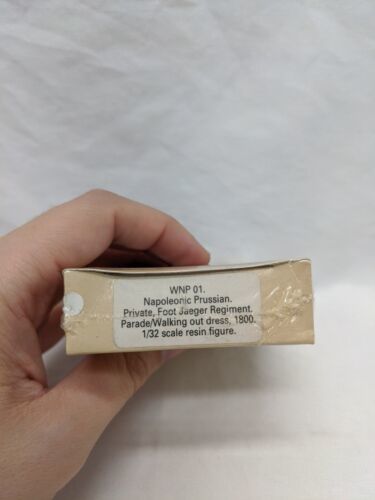 WNP 01.
Napoleonic Prussian.
Private, Foot Jaeger Regiment.
Parade/Walking out dress, 1800.
1/32 scale resin figure.